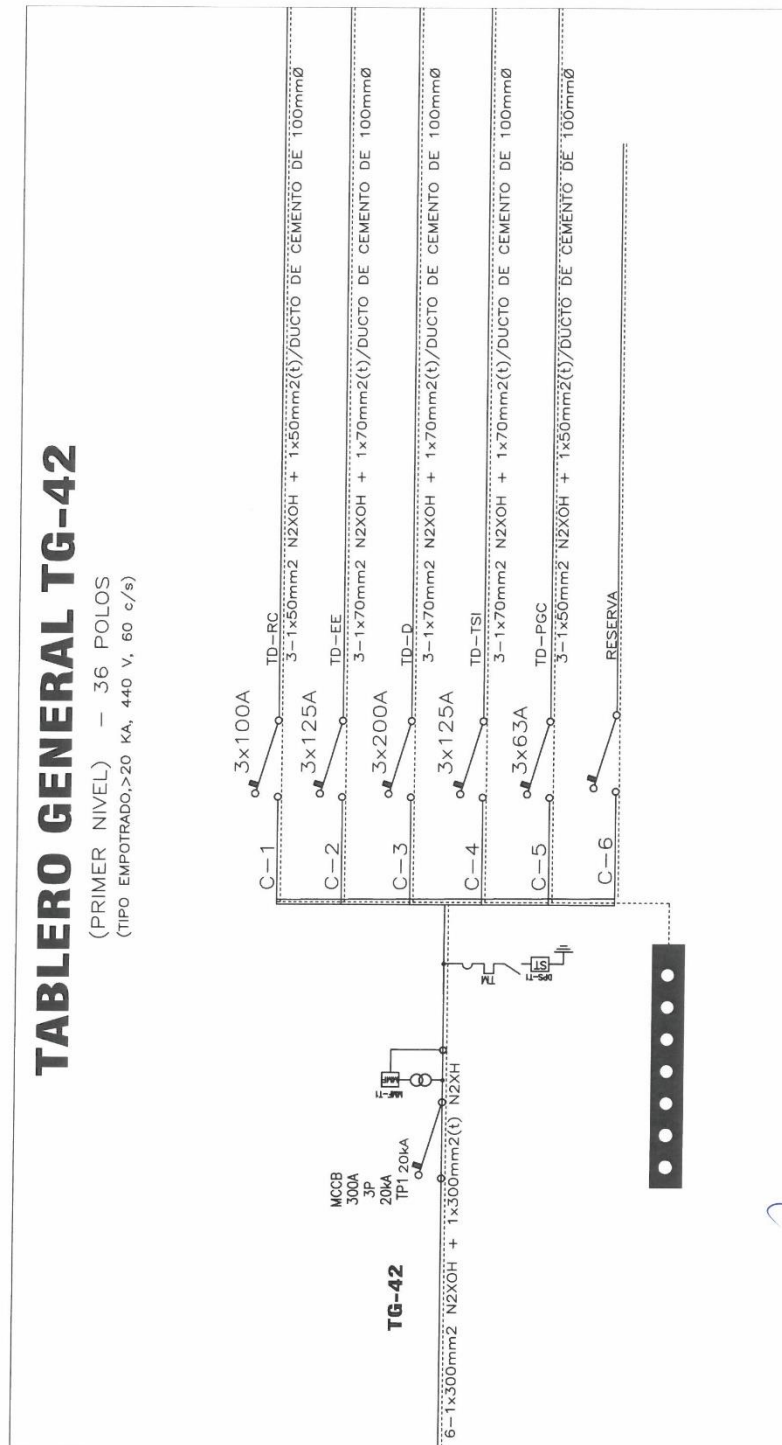 TABLERO GENERAL TG-42
(PRIMER NIVEL) - 36 POLOS
(TIPO EMPOTRADO,>20 KA, 440 V, 60 c/s)
C-1
3x100A
TD-RC
3-1x50mm2 N2XOH + 1x50mm2(t)/DUCTO DE CEMENTO DE 100mmØ
C-2
3x125A
TD-EE
3-1x70mm2 N2XOH + 1x70mm2(t)/DUCTO DE CEMENTO DE 100mmØ
C-3
3x200A
TD-D
3-1x70mm2 N2XOH + 1x70mm2(t)/DUCTO DE CEMENTO DE 100mmØ
C-4
3x125A
TD-TSI
3-1x70mm2 N2XOH + 1x70mm2(t)/DUCTO DE CEMENTO DE 100mmØ
C-5
3x63A
TD-PGC
3-1x50mm2 N2XOH + 1x50mm2(t)/DUCTO DE CEMENTO DE 100mmØ
C-6
RESERVA
MCCB
300A
3P
20kA
TP1 20kA
MMF-T1
MMF
TM
DPS-T1
ST
TG-42
6-1x300mm2 N2XOH + 1x300mm2(t) N2XH